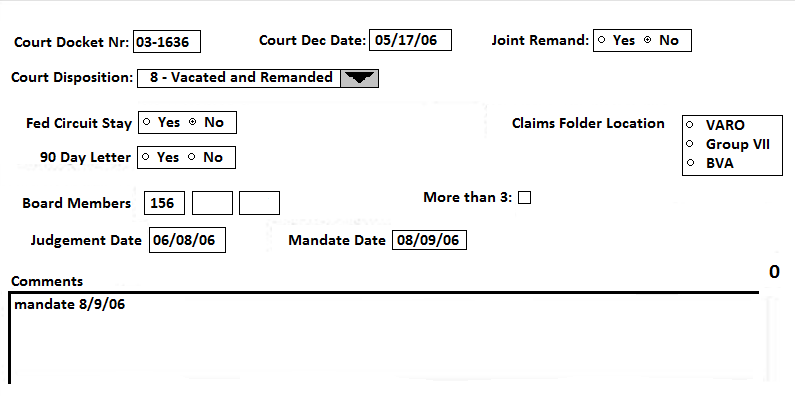 Court Docket Nr: 03-1636 Court Dec Date: 05/17/06 Joint Remand: Yes No
Court Disposition: 8 - Vacated and Remanded
Fed Circuit Stay Yes No Claims Folder Location VARO
Group VII
90 Day Letter Yes No BVA
Board Members 156 More than 3:
Judgement Date 06/08/06 Mandate Date 08/09/06
0
Comments
mandate 8/9/06